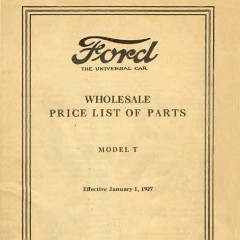 Ford
THE UNIVERSAL CAR
WHOLESALE
PRICE LIST OF PARTS
MODEL T
Effective January 1, 1927